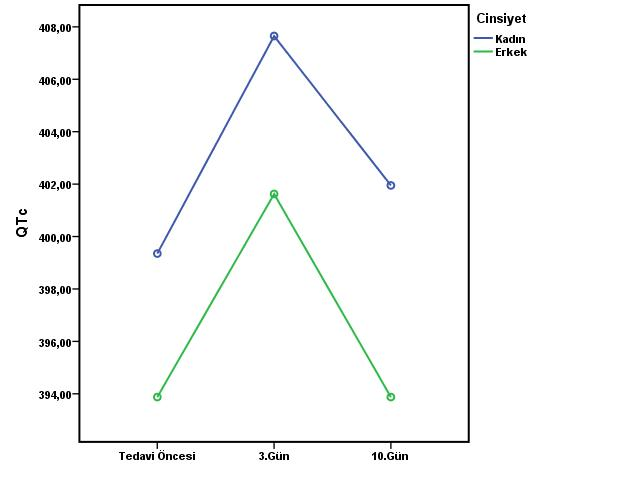 408,00
406,00
404,00
402,00
400,00
398,00
396,00
394,00
QTc
Tedavi Öncesi
3.Gün
10.Gün
Cinsiyet
Kadın
Erkek